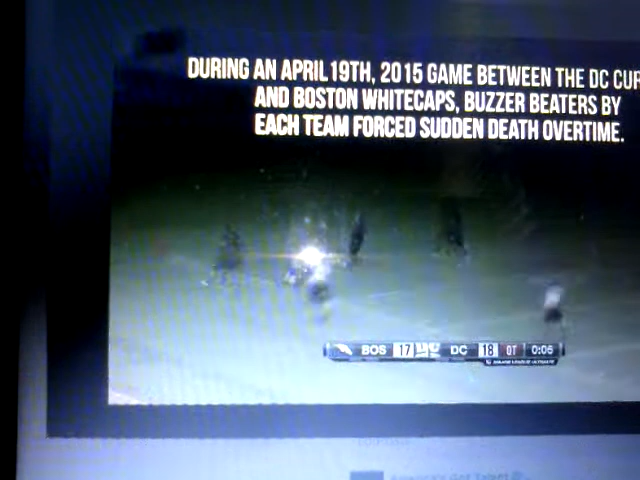 DURING AN APRIL 19TH, 2015 GAME BETWEEN THE DC CUR
AND BOSTON WHITECAPS, BUZZER BEATERS BY
EACH TEAM FORCED SUDDEN DEATH OVERTIME.
BOS 17 DC 18 OT 0:06